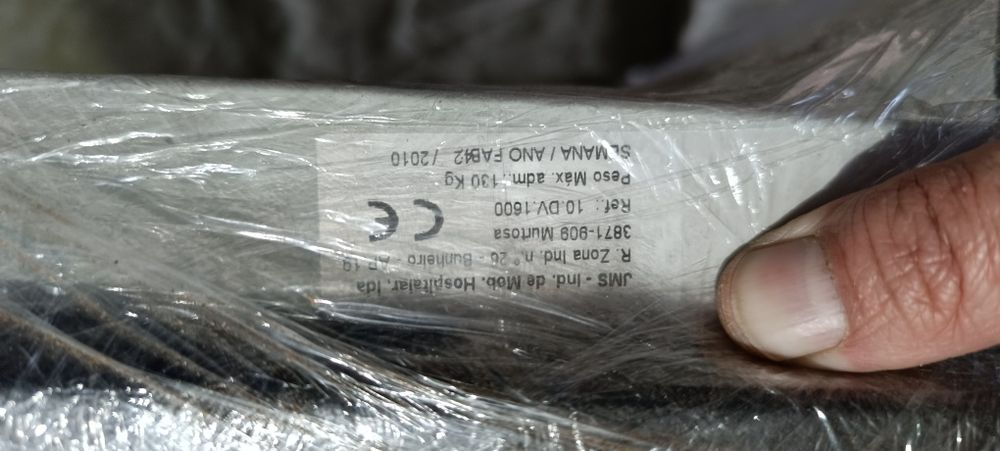 JMS - Ind. de Mob. Hospitalar, lda
R. Zona Ind. n.º 26 - Bunheiro - AP 19
3871-909 Murtosa
Ref.: 10.DV.1600
CE
Peso Máx. adm.: 130 Kg
SEMANA / ANO FAB42 / 2010